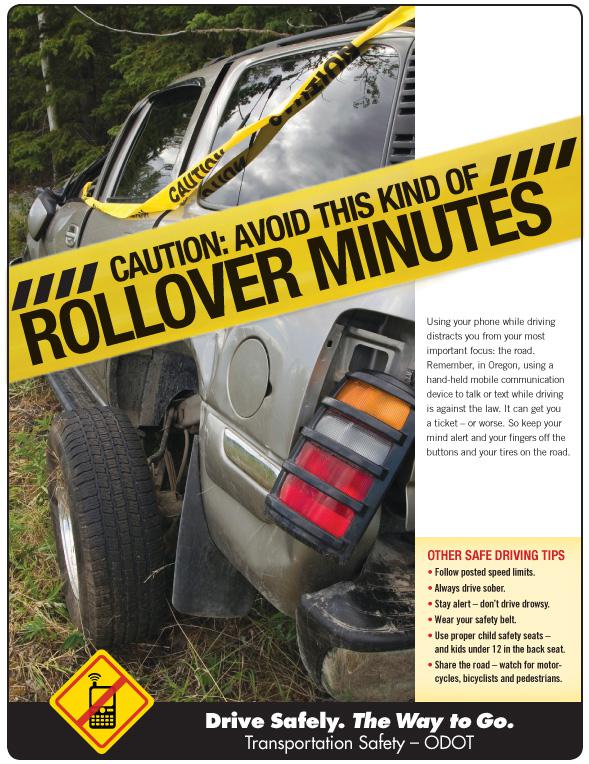 CAUTION
CAUTION
CAUTION: AVOID THIS KIND OF
ROLLOVER MINUTES
Using your phone while driving
distracts you from your most
important focus: the road.
Remember, in Oregon, using a
hand-held mobile communication
device to talk or text while driving
is against the law. It can get you
a ticket – or worse. So keep your
mind alert and your fingers off the
buttons and your tires on the road.
OTHER SAFE DRIVING TIPS
• Follow posted speed limits.
• Always drive sober.
• Stay alert – don't drive drowsy.
• Wear your safety belt.
• Use proper child safety seats –
and kids under 12 in the back seat.
• Share the road – watch for motor-
cycles, bicyclists and pedestrians.
Drive Safely. The Way to Go.
Transportation Safety – ODOT